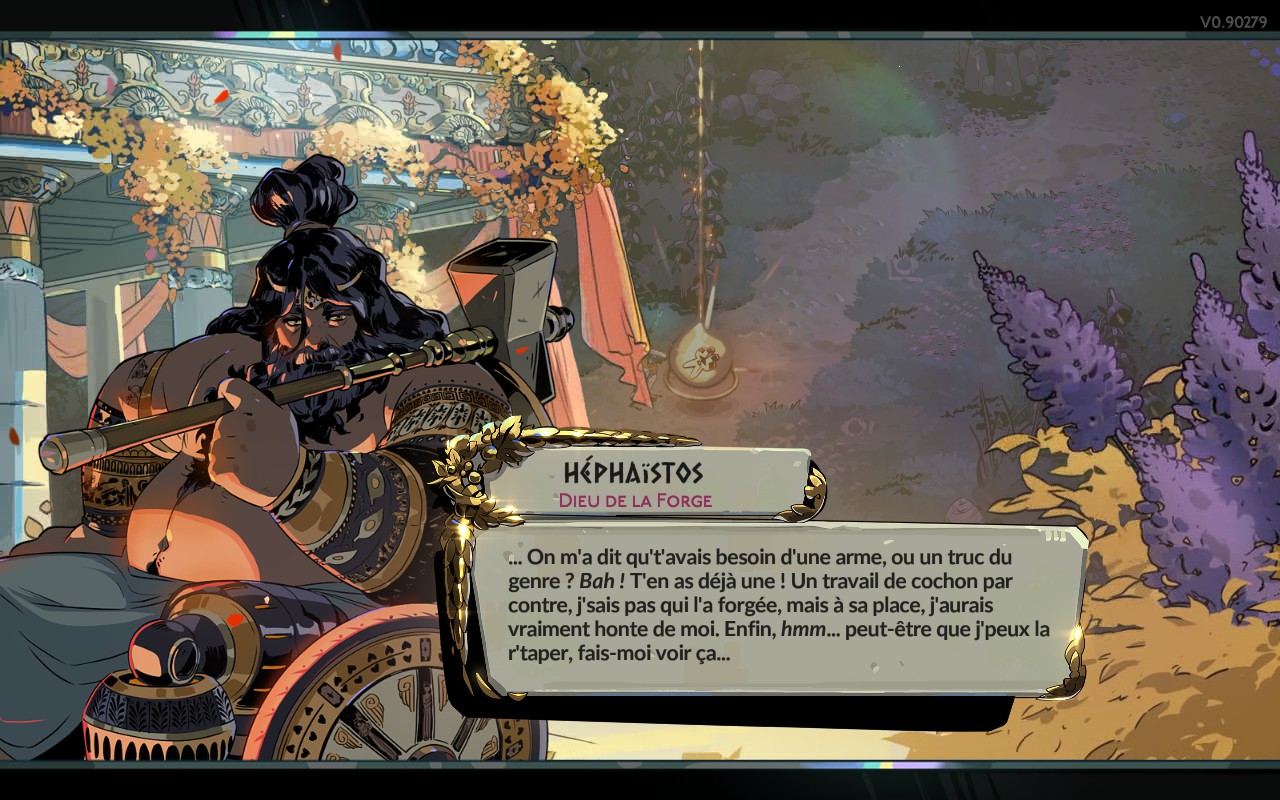 V0.90279
HÉPHAÏSTOS
DIEU DE LA FORGE
... On m'a dit qu't'avais besoin d'une arme, ou un truc du
genre ? Bah ! T'en as déjà une ! Un travail de cochon par
contre, j'sais pas qui l'a forgée, mais à sa place, j'aurais
vraiment honte de moi. Enfin, hmm... peut-être que j'peux la
r'taper, fais-moi voir ça...